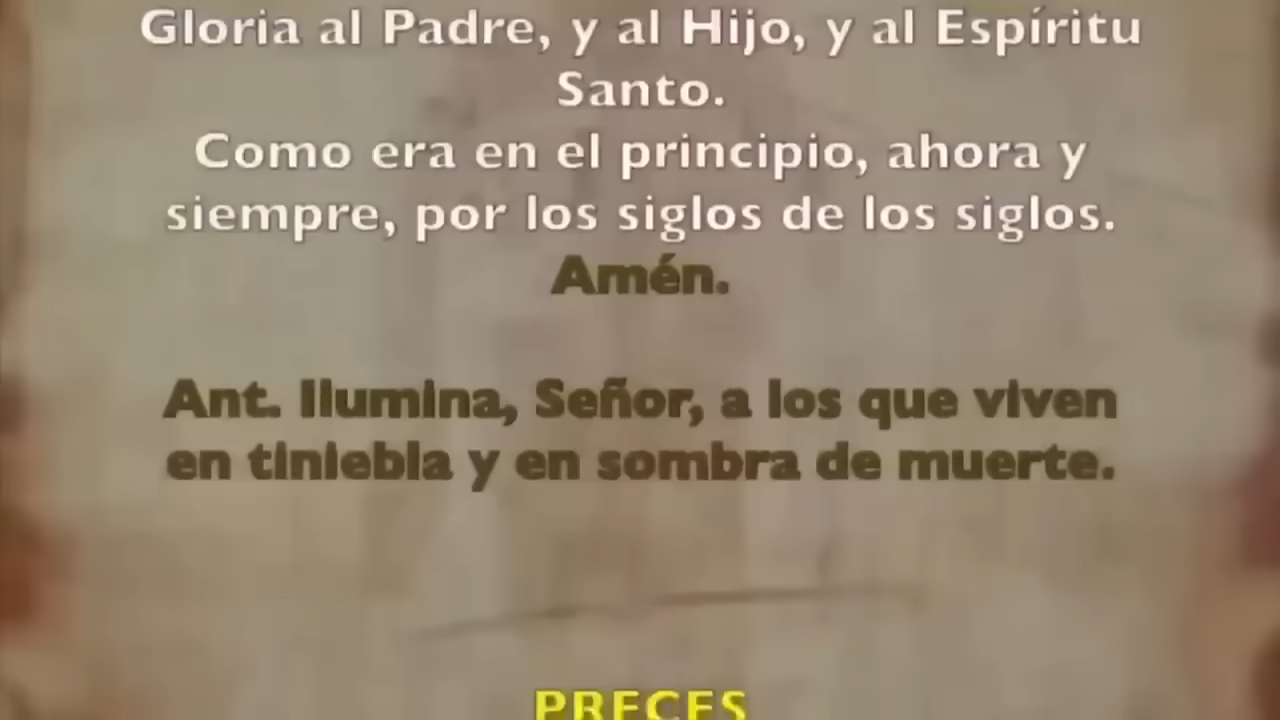 Gloria al Padre, y al Hijo, y al Espíritu
Santo.
Como era en el principio, ahora y
siempre, por los siglos de los siglos.
Amén.
Ant. Ilumina, Señor, a los que viven
en tiniebla y en sombra de muerte.
PRECES